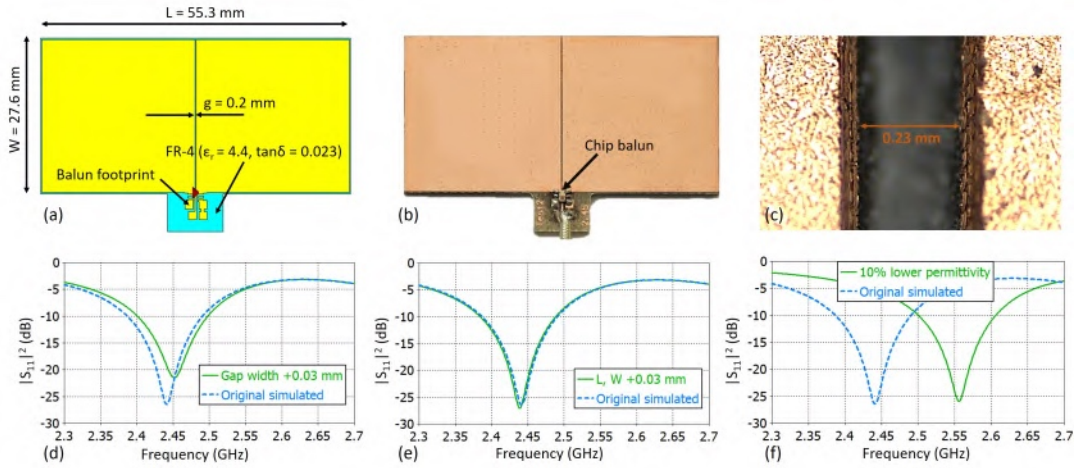 L = 55.3 mm
W = 27.6 mm
g = 0.2 mm
FR-4 (εr = 4.4, tanδ = 0.023)
Balun footprint
(a)
Chip balun
(b)
0.23 mm
(c)
0
-5
-10
-15
-20
-25
-30
|S11|2 (dB)
Gap width +0.03 mm
Original simulated
2.3 2.35 2.4 2.45 2.5 2.55 2.6 2.65 2.7
(d) Frequency (GHz)
0
-5
-10
-15
-20
-25
-30
|S11|2 (dB)
L, W +0.03 mm
Original simulated
2.3 2.35 2.4 2.45 2.5 2.55 2.6 2.65 2.7
(e) Frequency (GHz)
0
-5
-10
-15
-20
-25
-30
|S11|2 (dB)
10% lower permittivity
Original simulated
2.3 2.35 2.4 2.45 2.5 2.55 2.6 2.65 2.7
(f) Frequency (GHz)